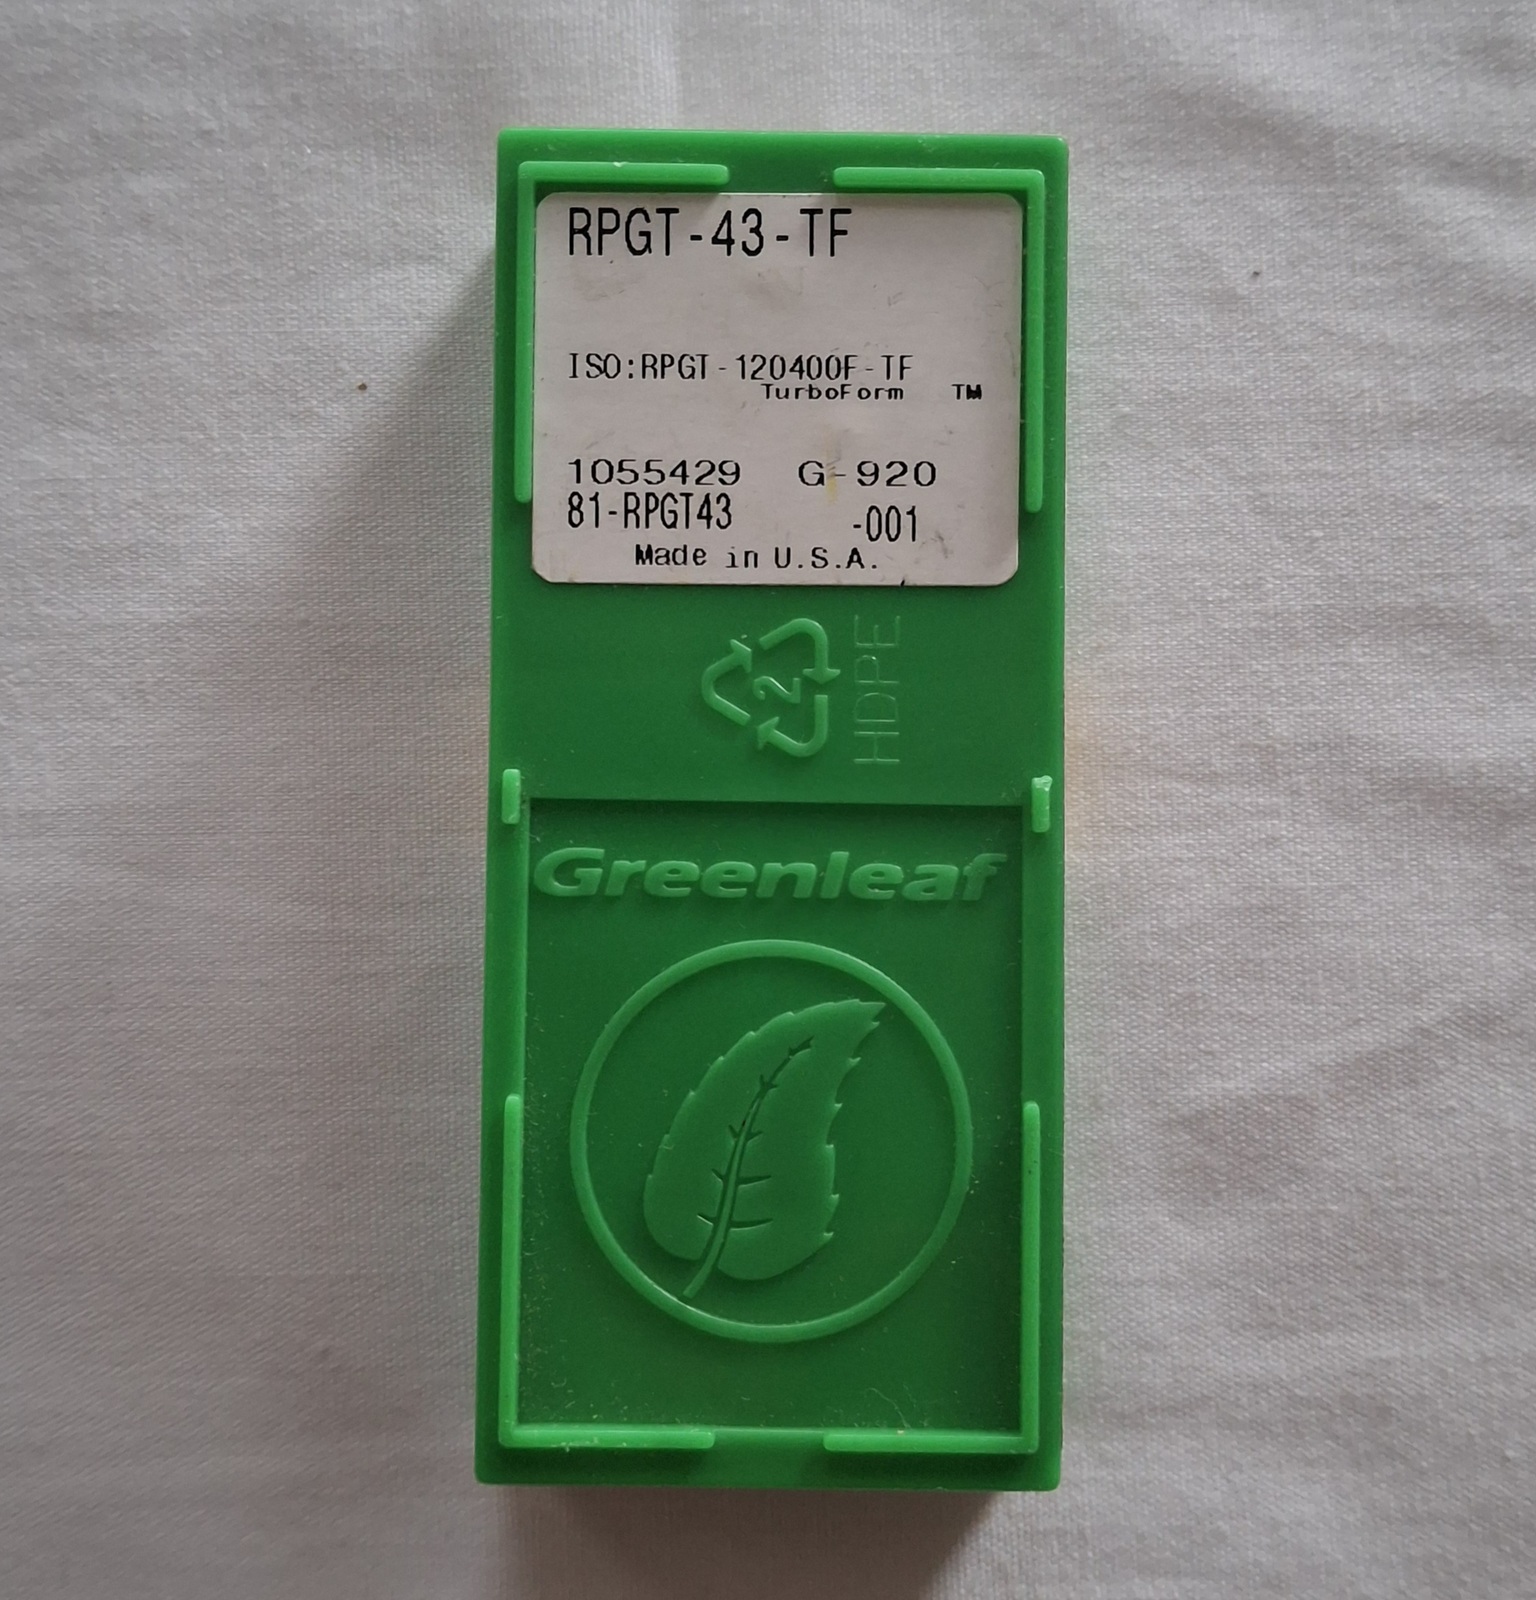 RPGT-43-TF
ISO:RPGT-120400F-TF
TurboForm TM
1055429 G-920
81-RPGT43 -001
Made in U.S.A.
2
HDPE
Greenleaf